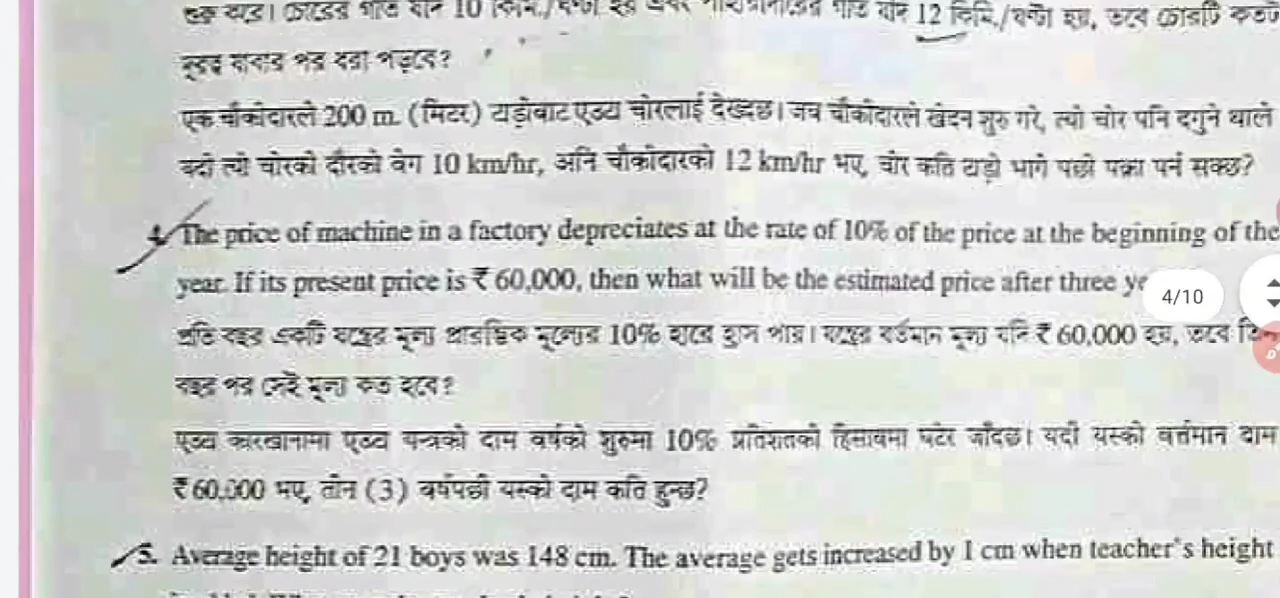 12 কিমি./ঘণ্টা হয়, তবে চোরটি কতটা
দূরত্ব যাবার পর ধরা পড়বে?
एक चौकीदारले 200 m. (मिटर) टाढोबाट एउटा चोरलाई देख्दछ। जब चौकीदारले खेदन शुरु गरे, त्यो चोर पनि दगुने थाले
यदी त्यो चोरको दौरको वेग 10 km/hr, अनि चौकीदारको 12 km/hr भए, चोर कति टाढो भागे पछी पक्रा पर्न सक्छ?
4. The price of machine in a factory depreciates at the rate of 10% of the price at the beginning of the
year. If its present price is ₹ 60,000, then what will be the estimated price after three
4/10
প্রতি বছর একটি যন্ত্রের মূল্য প্রারম্ভিক মূল্যের 10% হারে হ্রাস পায়। যন্ত্রের বর্তমান মূল্য যদি ₹ 60,000 হয়, তবে তিন
বছর পর সেই মূল্য কত হবে?
एउटा कारखानामा एउटा यन्त्रको दाम वर्षको शुरुमा 10% प्रतिशतको हिसाबमा घटेर जाँदछ। यदी यस्को वर्त्तमान दाम
₹ 60,000 भए, तीन (3) वर्षपछी यस्को दाम कति हुन्छ?
5. Average height of 21 boys was 148 cm. The average gets increased by 1 cm when teacher's height